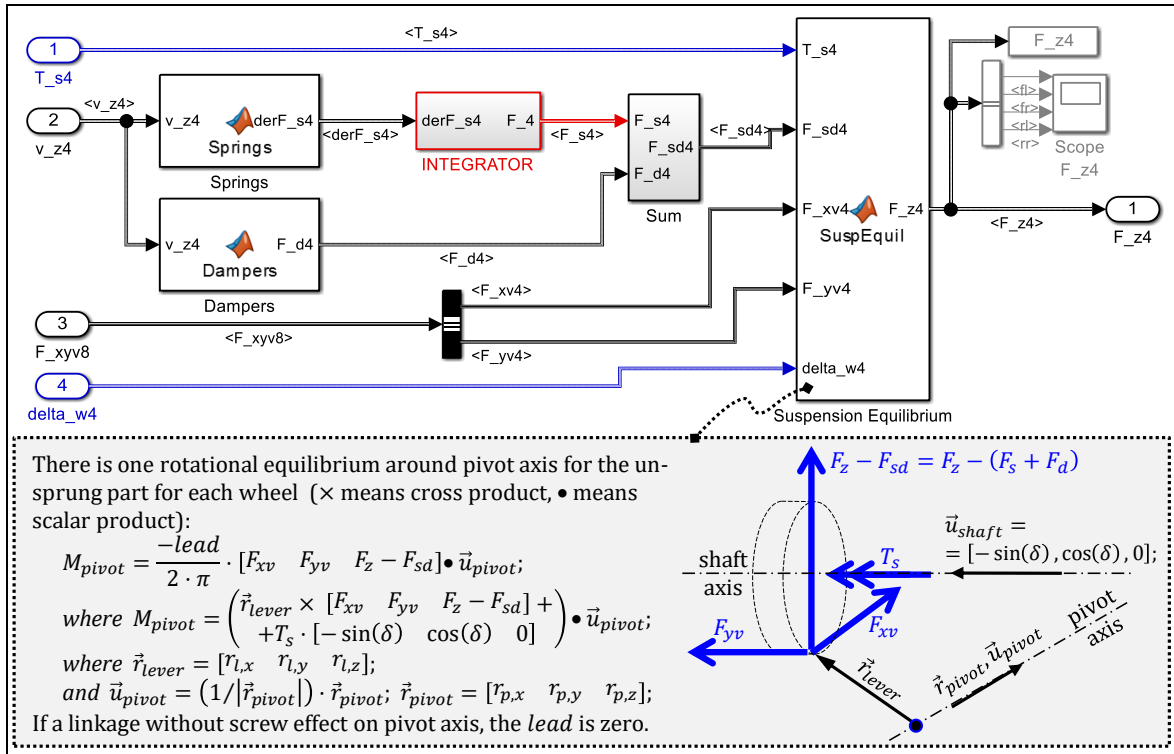 <T_s4>
1
T_s4
T_s4
F_z4
<v_z4>
2
v_z4
v_z4
derF_s4
Springs
Springs
<derF_s4>
derF_s4
F_4
INTEGRATOR
<F_s4>
F_s4
F_sd4
F_d4
Sum
<F_sd4>
F_sd4
<fl>
<fr>
<rl>
<rr>
Scope
F_z4
v_z4
F_d4
Dampers
Dampers
<F_d4>
F_xv4
F_z4
SuspEquil
<F_z4>
1
F_z4
<F_xv4>
F_yv4
3
F_xyv8
<F_xyv8>
<F_yv4>
4
delta_w4
delta_w4
Suspension Equilibrium
There is one rotational equilibrium around pivot axis for the un-
sprung part for each wheel (× means cross product, • means
scalar product):
M_pivot = −lead / (2 · π) · [F_xv F_yv F_z − F_sd] • u⃗_pivot;
where M_pivot = (r⃗_lever × [F_xv F_yv F_z − F_sd] +
+T_s · [− sin(δ) cos(δ) 0]) • u⃗_pivot;
where r⃗_lever = [r_l,x r_l,y r_l,z];
and u⃗_pivot = (1/|r⃗_pivot|) · r⃗_pivot; r⃗_pivot = [r_p,x r_p,y r_p,z];
If a linkage without screw effect on pivot axis, the lead is zero.
F_z − F_sd = F_z − (F_s + F_d)
u⃗_shaft =
= [− sin(δ) , cos(δ) , 0];
shaft
axis
T_s
F_yv
F_xv
pivot
axis
r⃗_lever
r⃗_pivot, u⃗_pivot